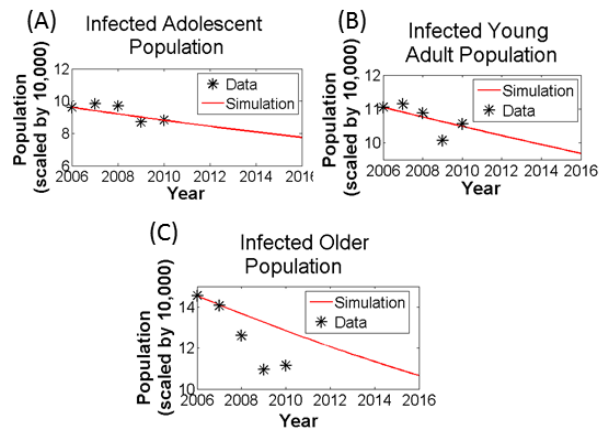 (A)
Infected Adolescent
Population
Population
(scaled by 10,000)
12
10
8
6
Data
Simulation
2006 2008 2010 2012 2014 2016
Year
(B)
Infected Young
Adult Population
Population
(scaled by 10,000)
12
11
10
Simulation
Data
2006 2008 2010 2012 2014 2016
Year
(C)
Infected Older
Population
Population
(scaled by 10,000)
14
12
10
Simulation
Data
2006 2008 2010 2012 2014 2016
Year